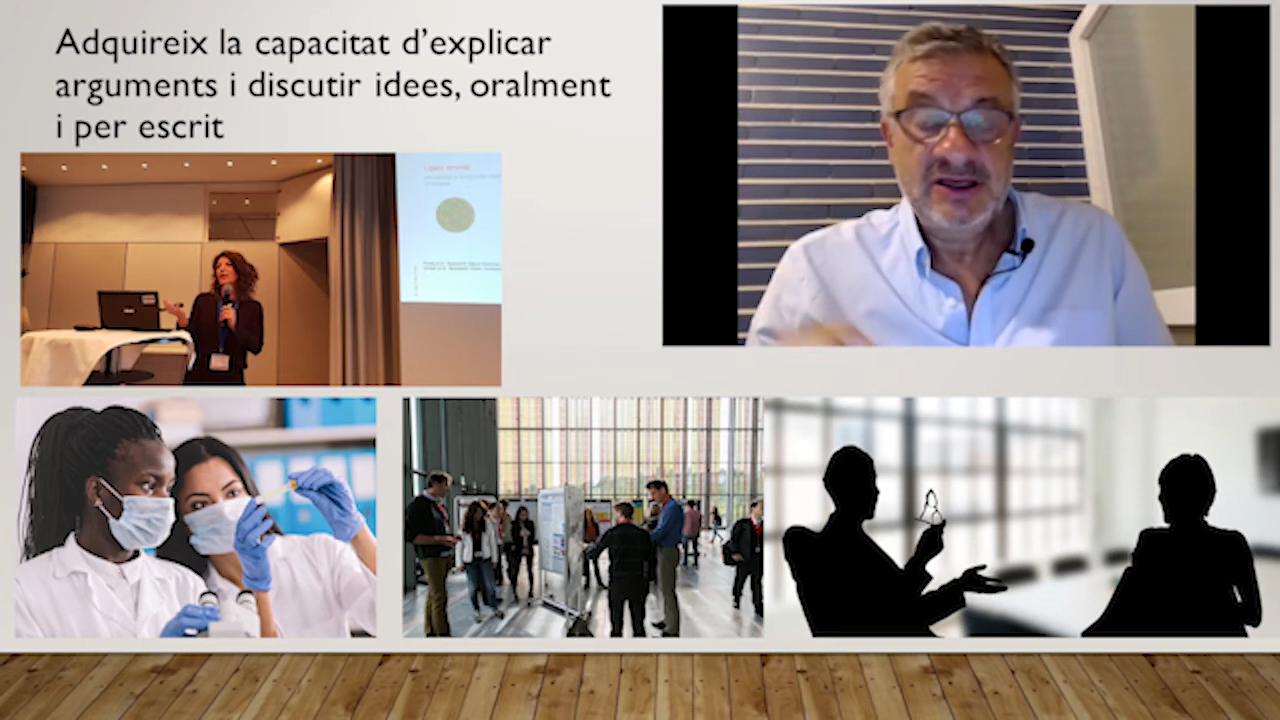 Adquireix la capacitat d’explicar
arguments i discutir idees, oralment
i per escrit